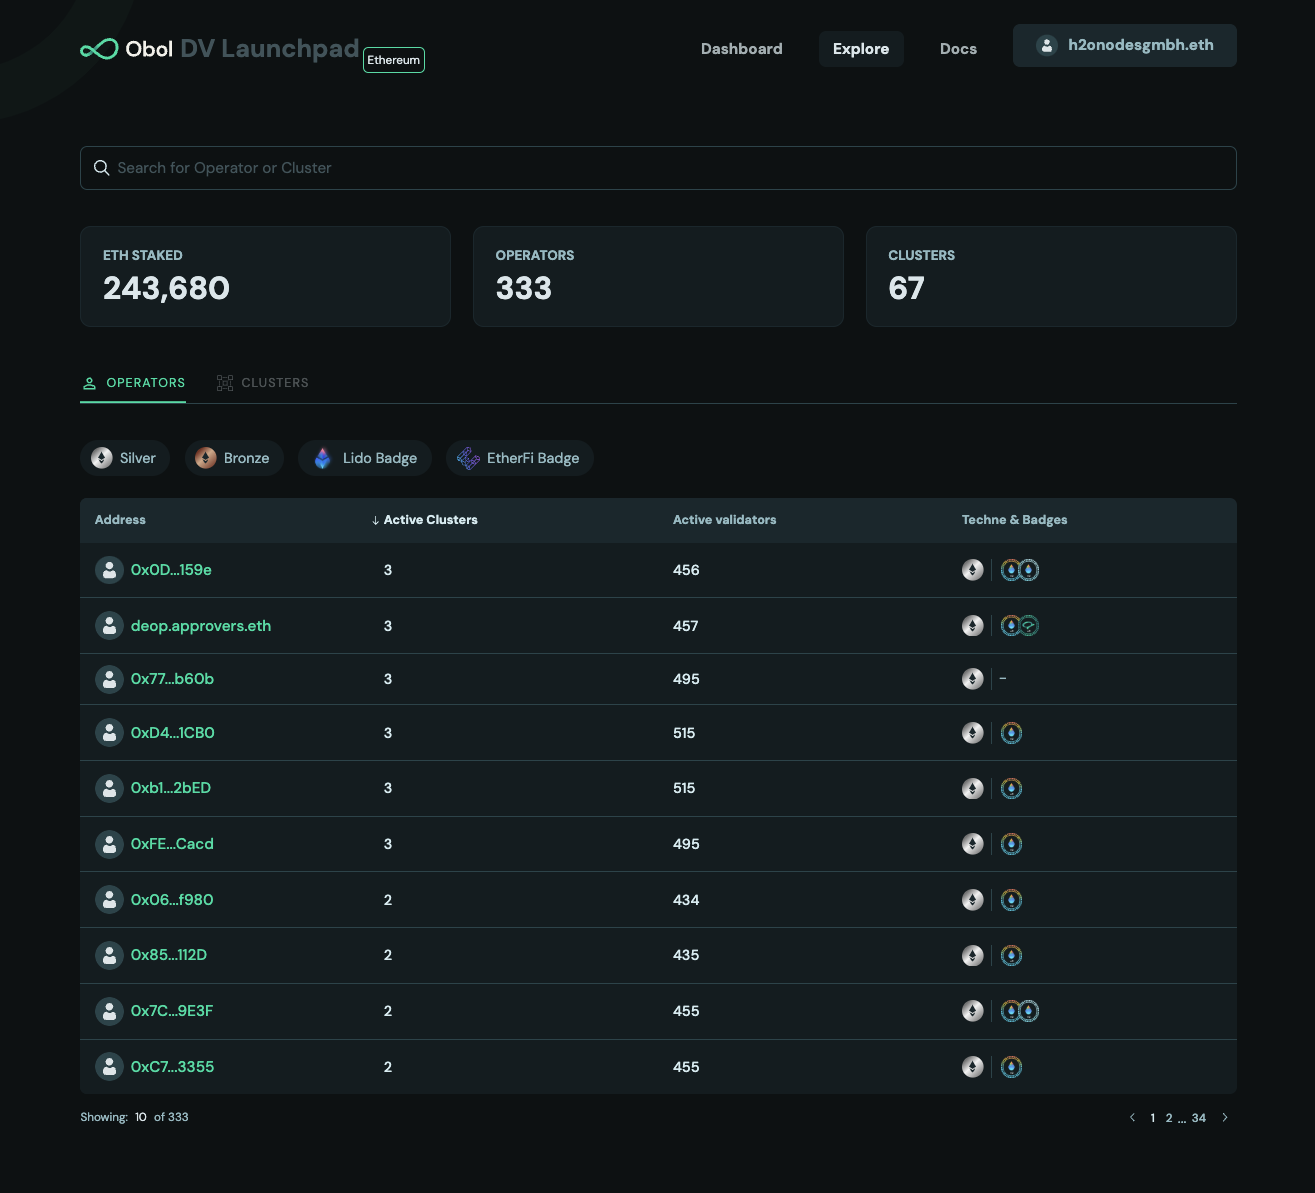 Obol DV Launchpad Ethereum Dashboard Explore Docs h2onodesgmbh.eth
Search for Operator or Cluster
ETH STAKED OPERATORS CLUSTERS
243,680 333 67
OPERATORS CLUSTERS
Silver Bronze Lido Badge EtherFi Badge
Address ↓ Active Clusters Active validators Techne & Badges
0x0D...159e 3 456
deop.approvers.eth 3 457
0x77...b60b 3 495 –
0xD4...1CB0 3 515
0xb1...2bED 3 515
0xFE...Cacd 3 495
0x06...f980 2 434
0x85...112D 2 435
0x7C...9E3F 2 455
0xC7...3355 2 455
Showing: 10 of 333 < 1 2 ... 34 >